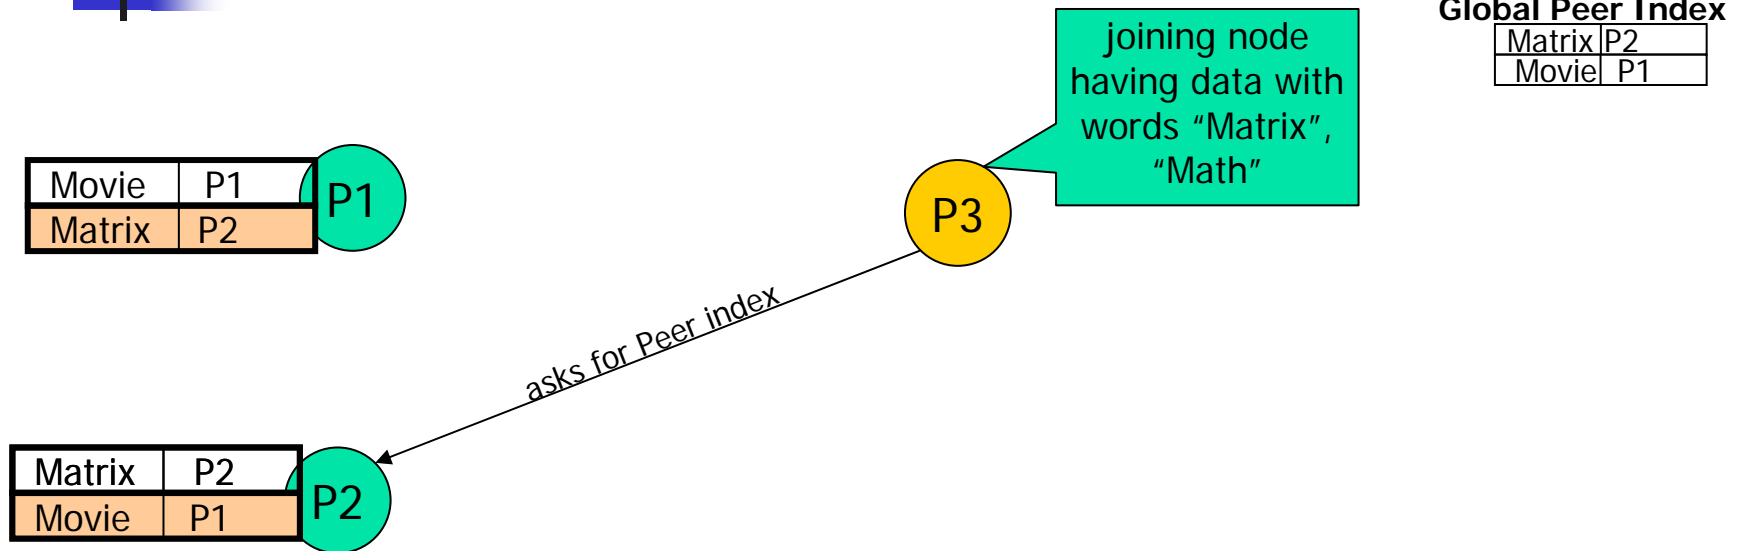 Global Peer Index
Matrix P2
Movie P1
joining node
having data with
words “Matrix”,
“Math”
Movie P1
Matrix P2
P1
P3
asks for Peer index
Matrix P2
Movie P1
P2